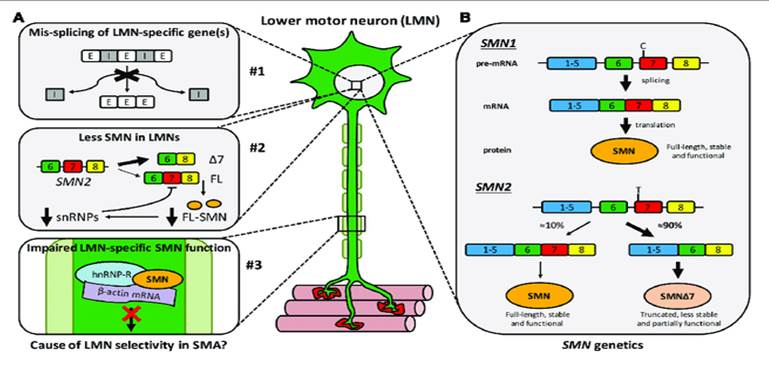 A
Mis-splicing of LMN-specific gene(s)
E I E I E
I
I
E E E
#1
Less SMN in LMNs
6 8 Δ7
6 7 8
SMN2
6 7 8 FL
snRNPs
FL-SMN
#2
Impaired LMN-specific SMN function
hnRNP-R
SMN
β-actin mRNA
#3
Cause of LMN selectivity in SMA?
Lower motor neuron (LMN)
B
SMN1
C
pre-mRNA
1-5 6 7 8
splicing
mRNA
1-5 6 7 8
translation
protein
SMN
Full-length, stable
and functional
SMN2
T
1-5 6 7 8
≈10%
≈90%
1-5 6 7 8
1-5 6 8
SMN
SMNΔ7
Full-length, stable
and functional
Truncated, less stable
and partially functional
SMN genetics